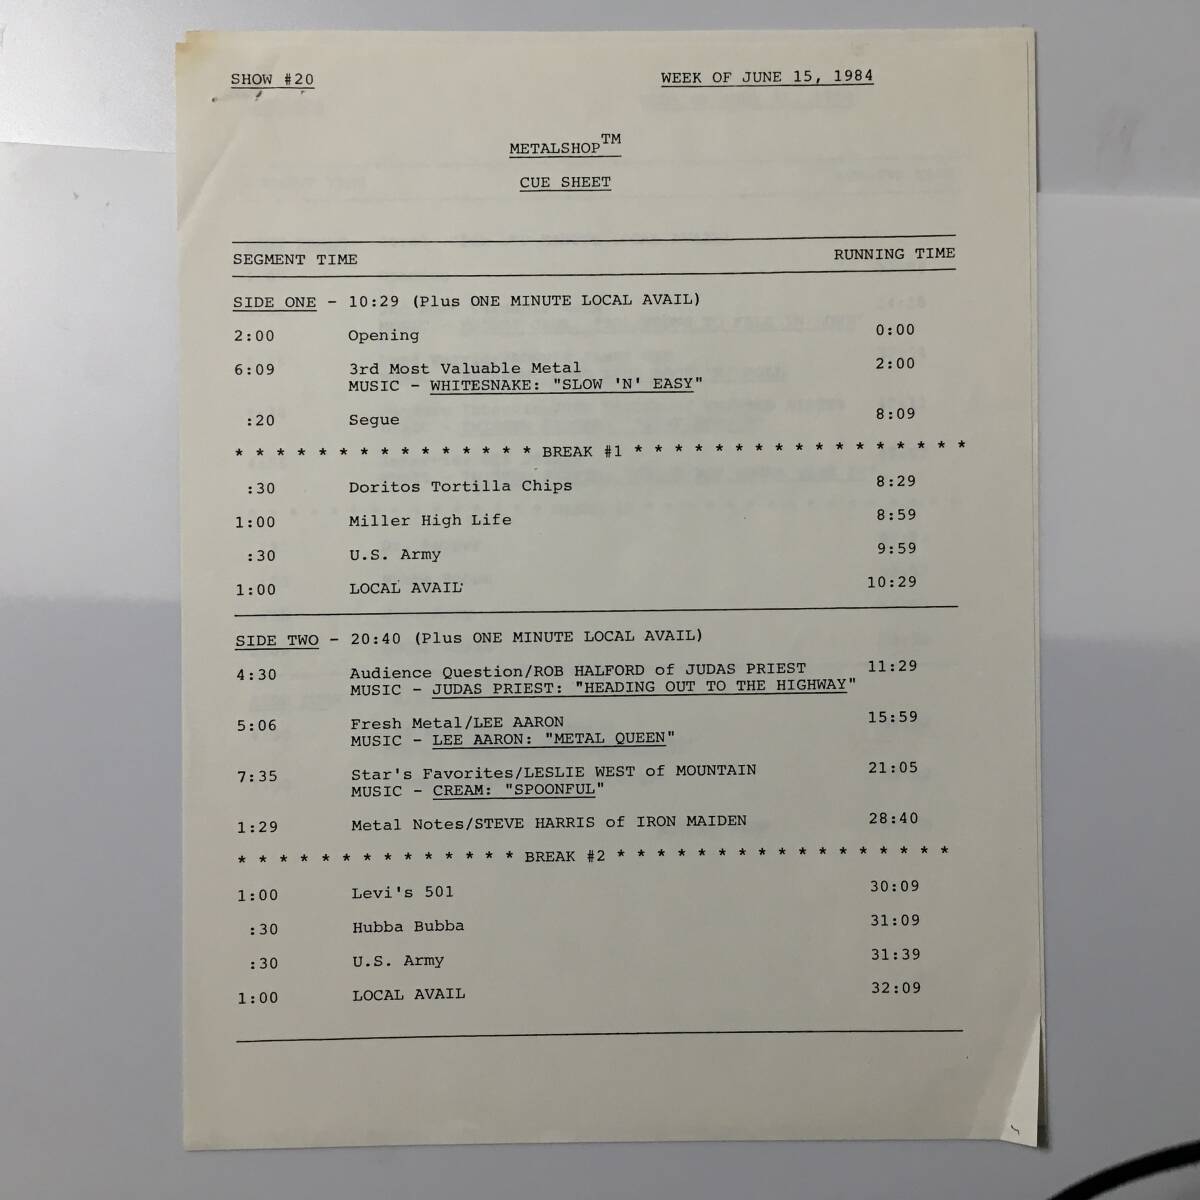 SHOW #20 WEEK OF JUNE 15, 1984
METALSHOP™
CUE SHEET
SEGMENT TIME RUNNING TIME
SIDE ONE - 10:29 (Plus ONE MINUTE LOCAL AVAIL)
2:00 Opening 0:00
6:09 3rd Most Valuable Metal 2:00
MUSIC - WHITESNAKE: "SLOW 'N' EASY"
:20 Segue 8:09
* * * * * * * * * * * * * * * BREAK #1 * * * * * * * * * * * * * * * * *
:30 Doritos Tortilla Chips 8:29
1:00 Miller High Life 8:59
:30 U.S. Army 9:59
1:00 LOCAL AVAIL 10:29
SIDE TWO - 20:40 (Plus ONE MINUTE LOCAL AVAIL)
4:30 Audience Question/ROB HALFORD of JUDAS PRIEST 11:29
MUSIC - JUDAS PRIEST: "HEADING OUT TO THE HIGHWAY"
5:06 Fresh Metal/LEE AARON 15:59
MUSIC - LEE AARON: "METAL QUEEN"
7:35 Star's Favorites/LESLIE WEST of MOUNTAIN 21:05
MUSIC - CREAM: "SPOONFUL"
1:29 Metal Notes/STEVE HARRIS of IRON MAIDEN 28:40
* * * * * * * * * * * * * * BREAK #2 * * * * * * * * * * * * * * * * *
1:00 Levi's 501 30:09
:30 Hubba Bubba 31:09
:30 U.S. Army 31:39
1:00 LOCAL AVAIL 32:09